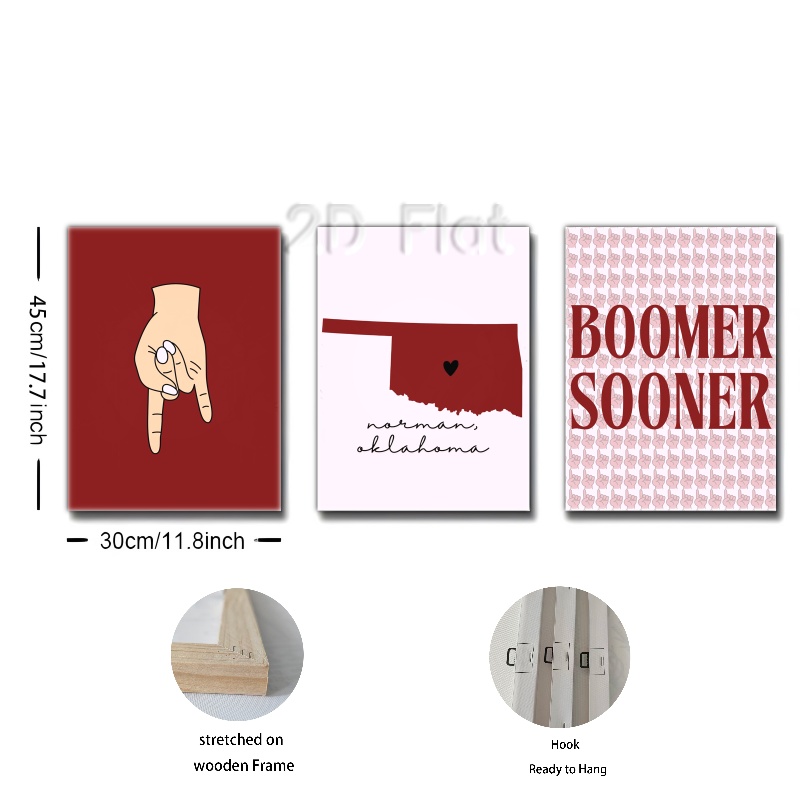 2D Flat
45cm/17.7inch
norman,
oklahoma
BOOMER
SOONER
30cm/11.8inch
stretched on
wooden Frame
Hook
Ready to Hang